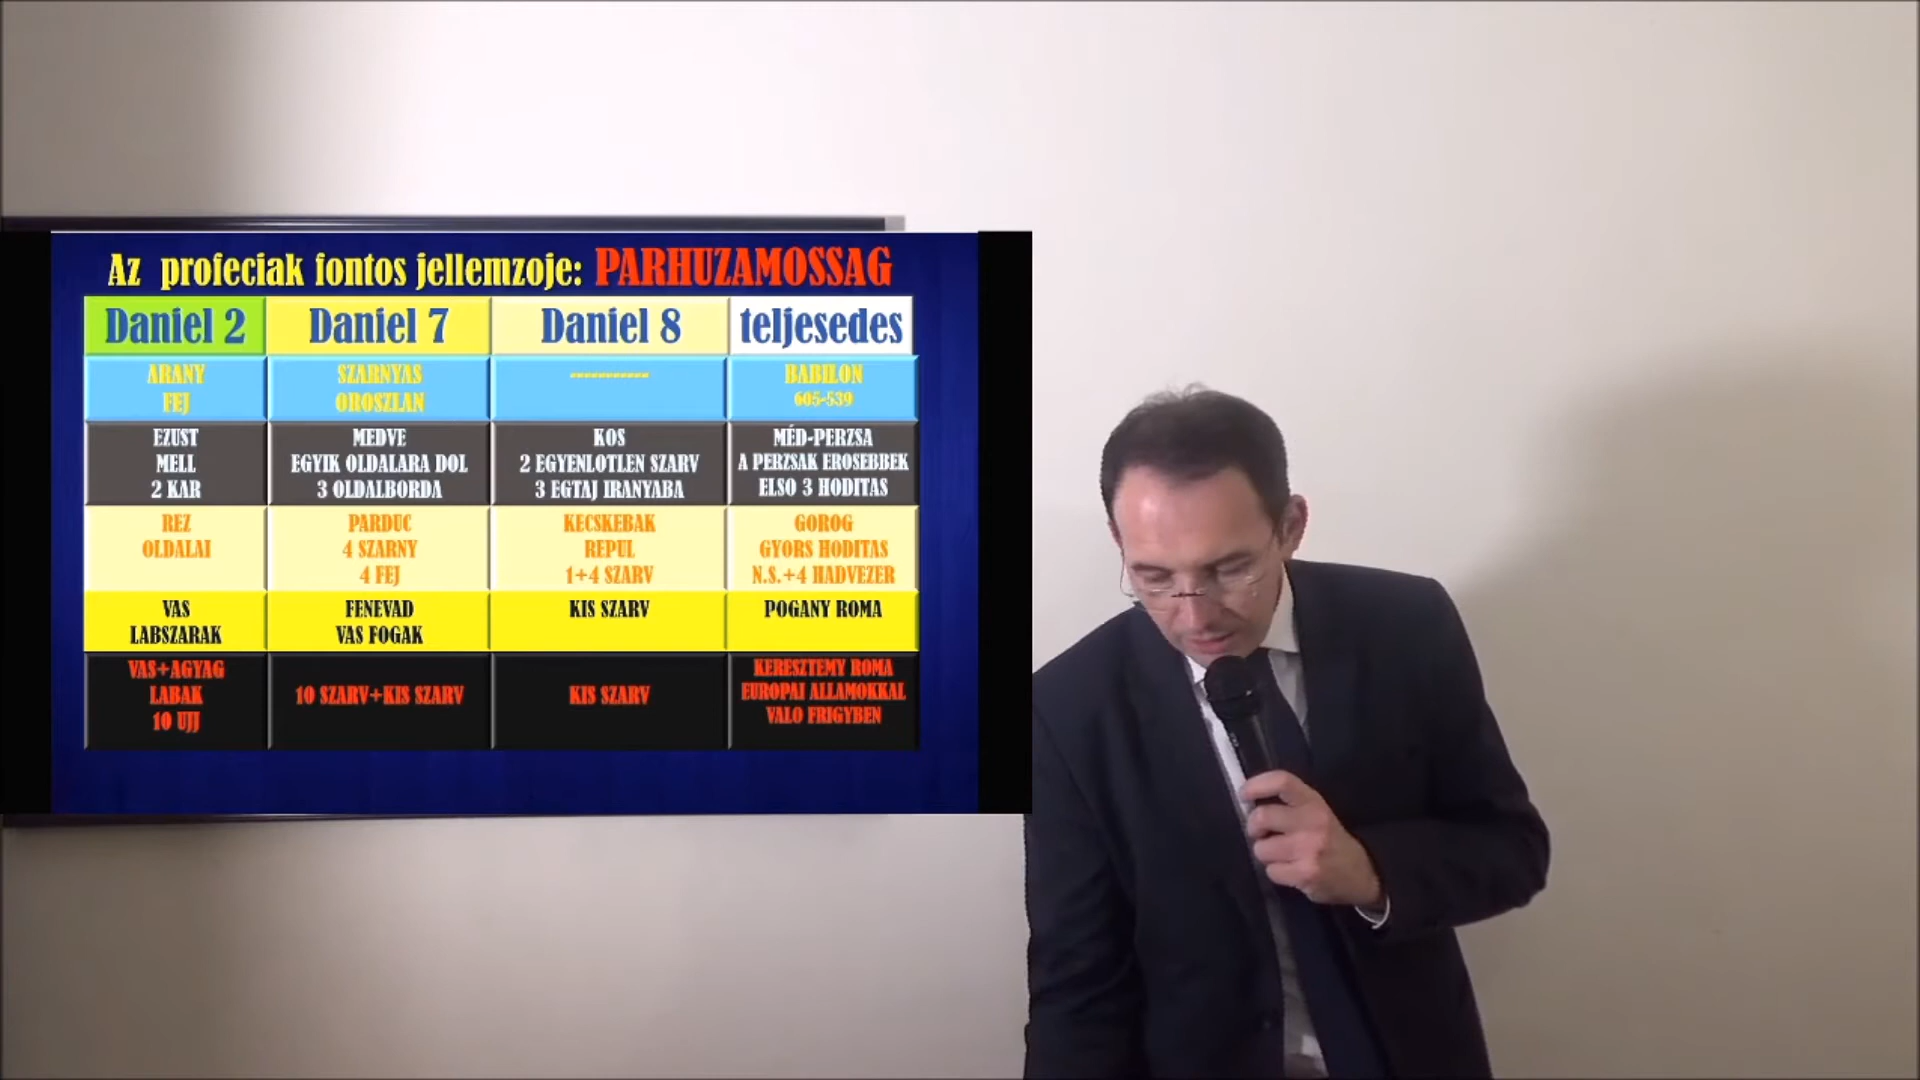 Az profeciak fontos jellemzoje: PARHUZAMOSSAG
Daniel 2
Daniel 7
Daniel 8
teljesedes
ARANY
FEJ
SZARNYAS
OROSZLAN
-----------
BABILON
605-539
EZUST
MELL
2 KAR
MEDVE
EGYIK OLDALARA DOL
3 OLDALBORDA
KOS
2 EGYENLOTLEN SZARV
3 EGTAJ IRANYABA
MÉD-PERZSA
A PERZSAK EROSEBBEK
ELSO 3 HODITAS
REZ
OLDALAI
PARDUC
4 SZARNY
4 FEJ
KECSKEBAK
REPUL
1+4 SZARV
GOROG
GYORS HODITAS
N.S.+4 HADVEZER
VAS
LABSZARAK
FENEVAD
VAS FOGAK
KIS SZARV
POGANY ROMA
VAS+AGYAG
LABAK
10 UJJ
10 SZARV+KIS SZARV
KIS SZARV
KERESZTEMY ROMA
EUROPAI ALLAMOKKAL
VALO FRIGYBEN